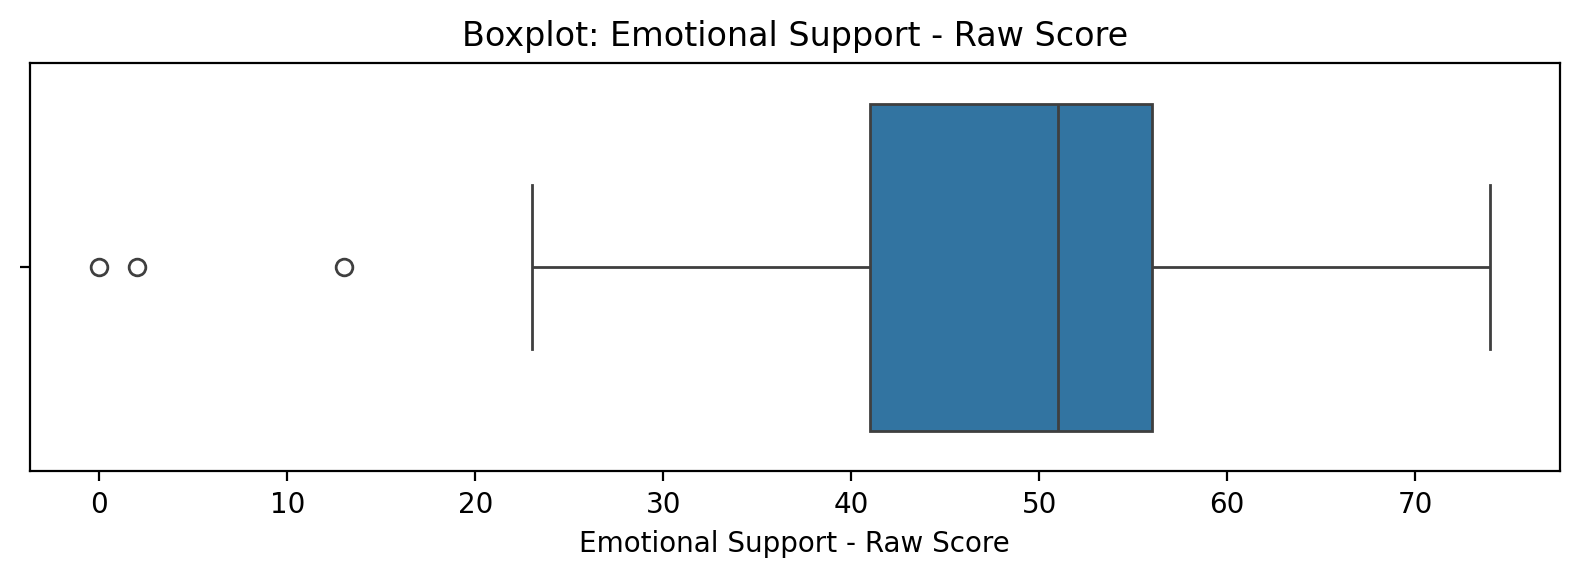 Boxplot: Emotional Support - Raw Score
0 10 20 30 40 50 60 70
Emotional Support - Raw Score